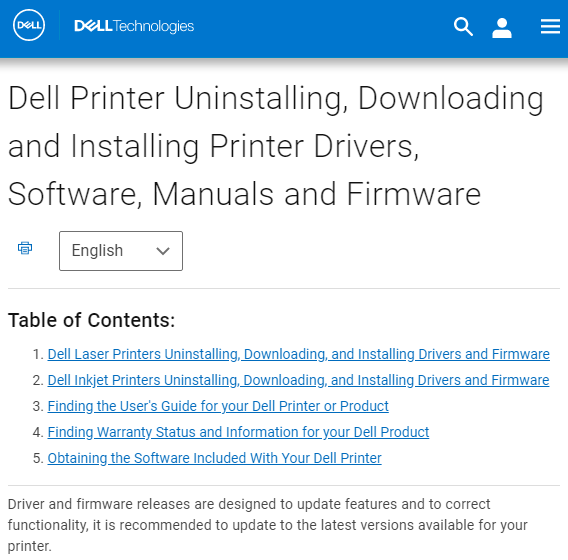 DELL DELLTechnologies
Dell Printer Uninstalling, Downloading
and Installing Printer Drivers,
Software, Manuals and Firmware
English
Table of Contents:
1. Dell Laser Printers Uninstalling, Downloading, and Installing Drivers and Firmware
2. Dell Inkjet Printers Uninstalling, Downloading, and Installing Drivers and Firmware
3. Finding the User's Guide for your Dell Printer or Product
4. Finding Warranty Status and Information for your Dell Product
5. Obtaining the Software Included With Your Dell Printer
Driver and firmware releases are designed to update features and to correct
functionality, it is recommended to update to the latest versions available for your
printer.